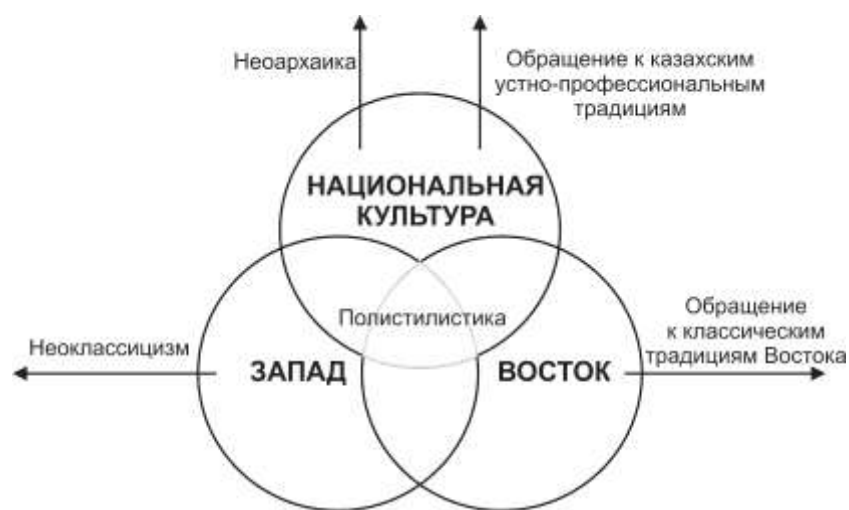 Неоархаика
Обращение к казахским
устно-профессиональным
традициям
НАЦИОНАЛЬНАЯ
КУЛЬТУРА
Полистилистика
Неоклассицизм
ЗАПАД
ВОСТОК
Обращение
к классическим
традициям Востока